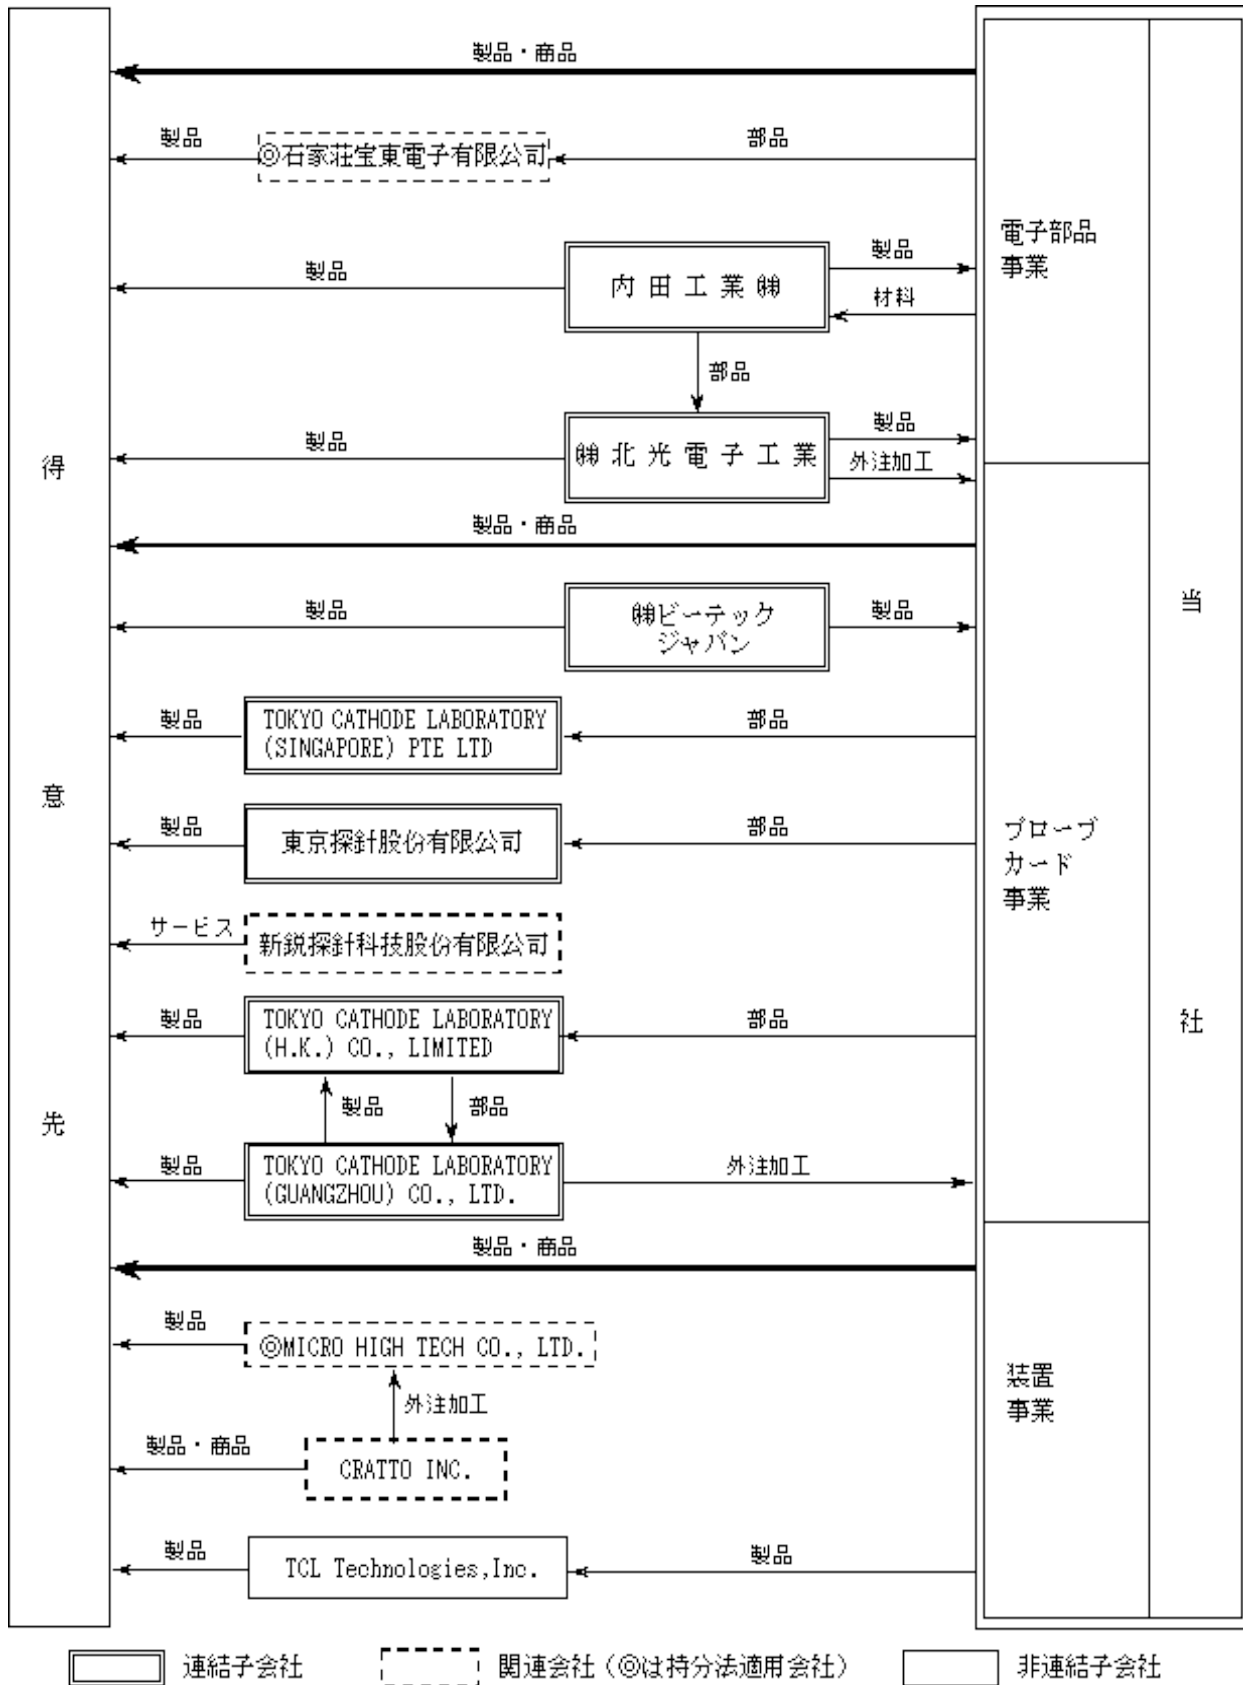 製品・商品
製品
◎石家荘宝東電子有限公司
部品
電子部品
事業
製品
内田工業㈱
製品
材料
部品
製品
㈱北光電子工業
製品
外注加工
得
意
先
当
社
製品・商品
製品
㈱ビーテック
ジャパン
製品
製品
TOKYO CATHODE LABORATORY
(SINGAPORE) PTE LTD
部品
製品
東京探針股份有限公司
部品
プローブ
カード
事業
サービス
新鋭探針科技股份有限公司
製品
TOKYO CATHODE LABORATORY
(H.K.) CO., LIMITED
部品
製品
部品
製品
TOKYO CATHODE LABORATORY
(GUANGZHOU) CO., LTD.
外注加工
製品・商品
製品
◎MICRO HIGH TECH CO., LTD.
装置
事業
外注加工
製品・商品
CRATTO INC.
製品
TCL Technologies,Inc.
製品
連結子会社
関連会社（◎は持分法適用会社）
非連結子会社